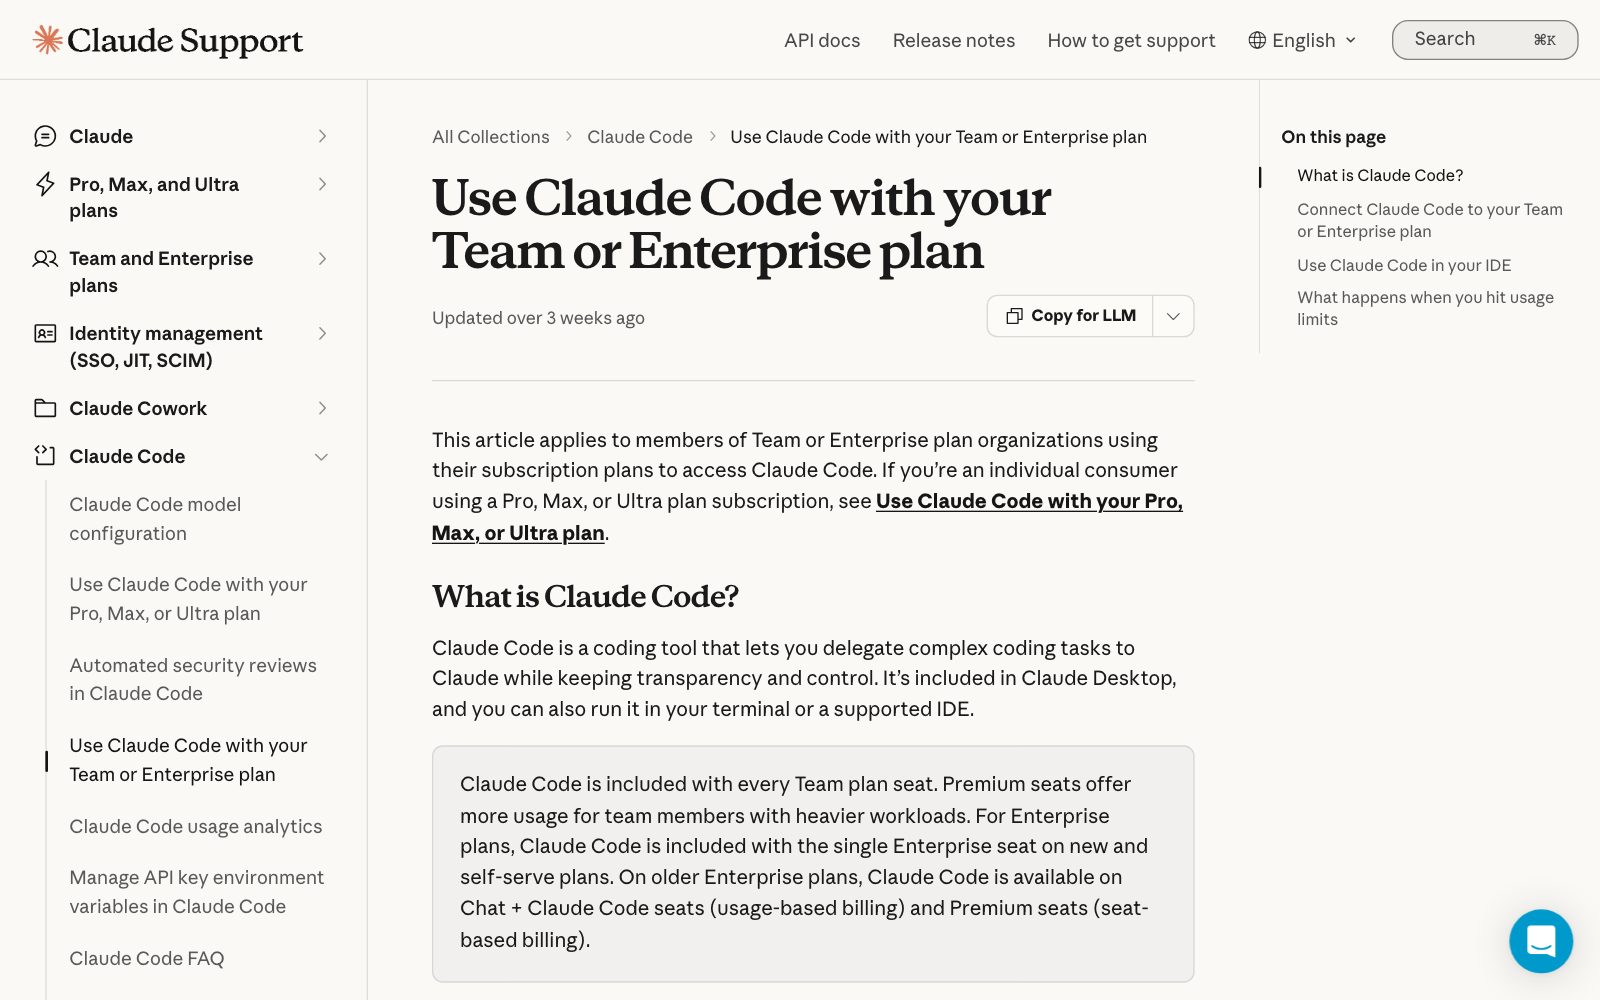 Claude Support
API docs
Release notes
How to get support
English
Search
⌘K
Claude
Pro, Max, and Ultra
plans
Team and Enterprise
plans
Identity management
(SSO, JIT, SCIM)
Claude Cowork
Claude Code
Claude Code model
configuration
Use Claude Code with your
Pro, Max, or Ultra plan
Automated security reviews
in Claude Code
Use Claude Code with your
Team or Enterprise plan
Claude Code usage analytics
Manage API key environment
variables in Claude Code
Claude Code FAQ
All Collections
Claude Code
Use Claude Code with your Team or Enterprise plan
Use Claude Code with your
Team or Enterprise plan
Updated over 3 weeks ago
Copy for LLM
This article applies to members of Team or Enterprise plan organizations using
their subscription plans to access Claude Code. If you’re an individual consumer
using a Pro, Max, or Ultra plan subscription, see Use Claude Code with your Pro,
Max, or Ultra plan.
What is Claude Code?
Claude Code is a coding tool that lets you delegate complex coding tasks to
Claude while keeping transparency and control. It’s included in Claude Desktop,
and you can also run it in your terminal or a supported IDE.
Claude Code is included with every Team plan seat. Premium seats offer
more usage for team members with heavier workloads. For Enterprise
plans, Claude Code is included with the single Enterprise seat on new and
self-serve plans. On older Enterprise plans, Claude Code is available on
Chat + Claude Code seats (usage-based billing) and Premium seats (seat-
based billing).
On this page
What is Claude Code?
Connect Claude Code to your Team
or Enterprise plan
Use Claude Code in your IDE
What happens when you hit usage
limits